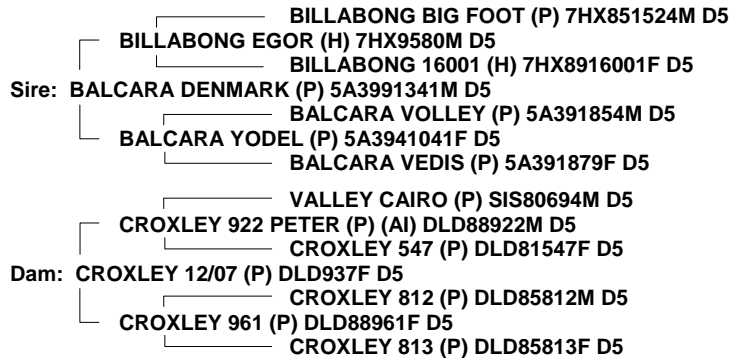 BILLABONG BIG FOOT (P) 7HX851524M D5
BILLABONG EGOR (H) 7HX9580M D5
BILLABONG 16001 (H) 7HX8916001F D5
Sire: BALCARA DENMARK (P) 5A3991341M D5
BALCARA VOLLEY (P) 5A391854M D5
BALCARA YODEL (P) 5A3941041F D5
BALCARA VEDIS (P) 5A391879F D5
VALLEY CAIRO (P) SIS80694M D5
CROXLEY 922 PETER (P) (AI) DLD88922M D5
CROXLEY 547 (P) DLD81547F D5
Dam: CROXLEY 12/07 (P) DLD937F D5
CROXLEY 812 (P) DLD85812M D5
CROXLEY 961 (P) DLD88961F D5
CROXLEY 813 (P) DLD85813F D5